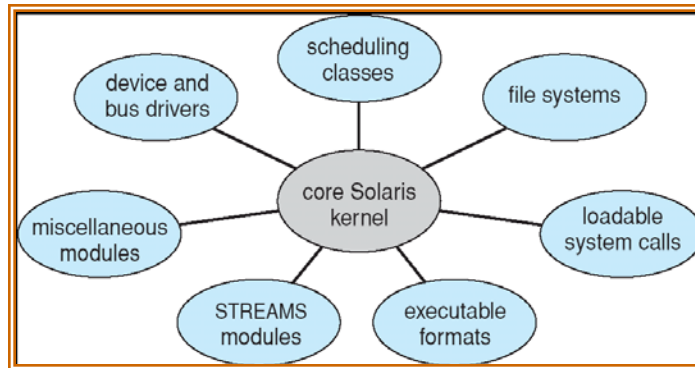 scheduling
classes
device and
bus drivers
file systems
core Solaris
kernel
miscellaneous
modules
loadable
system calls
STREAMS
modules
executable
formats